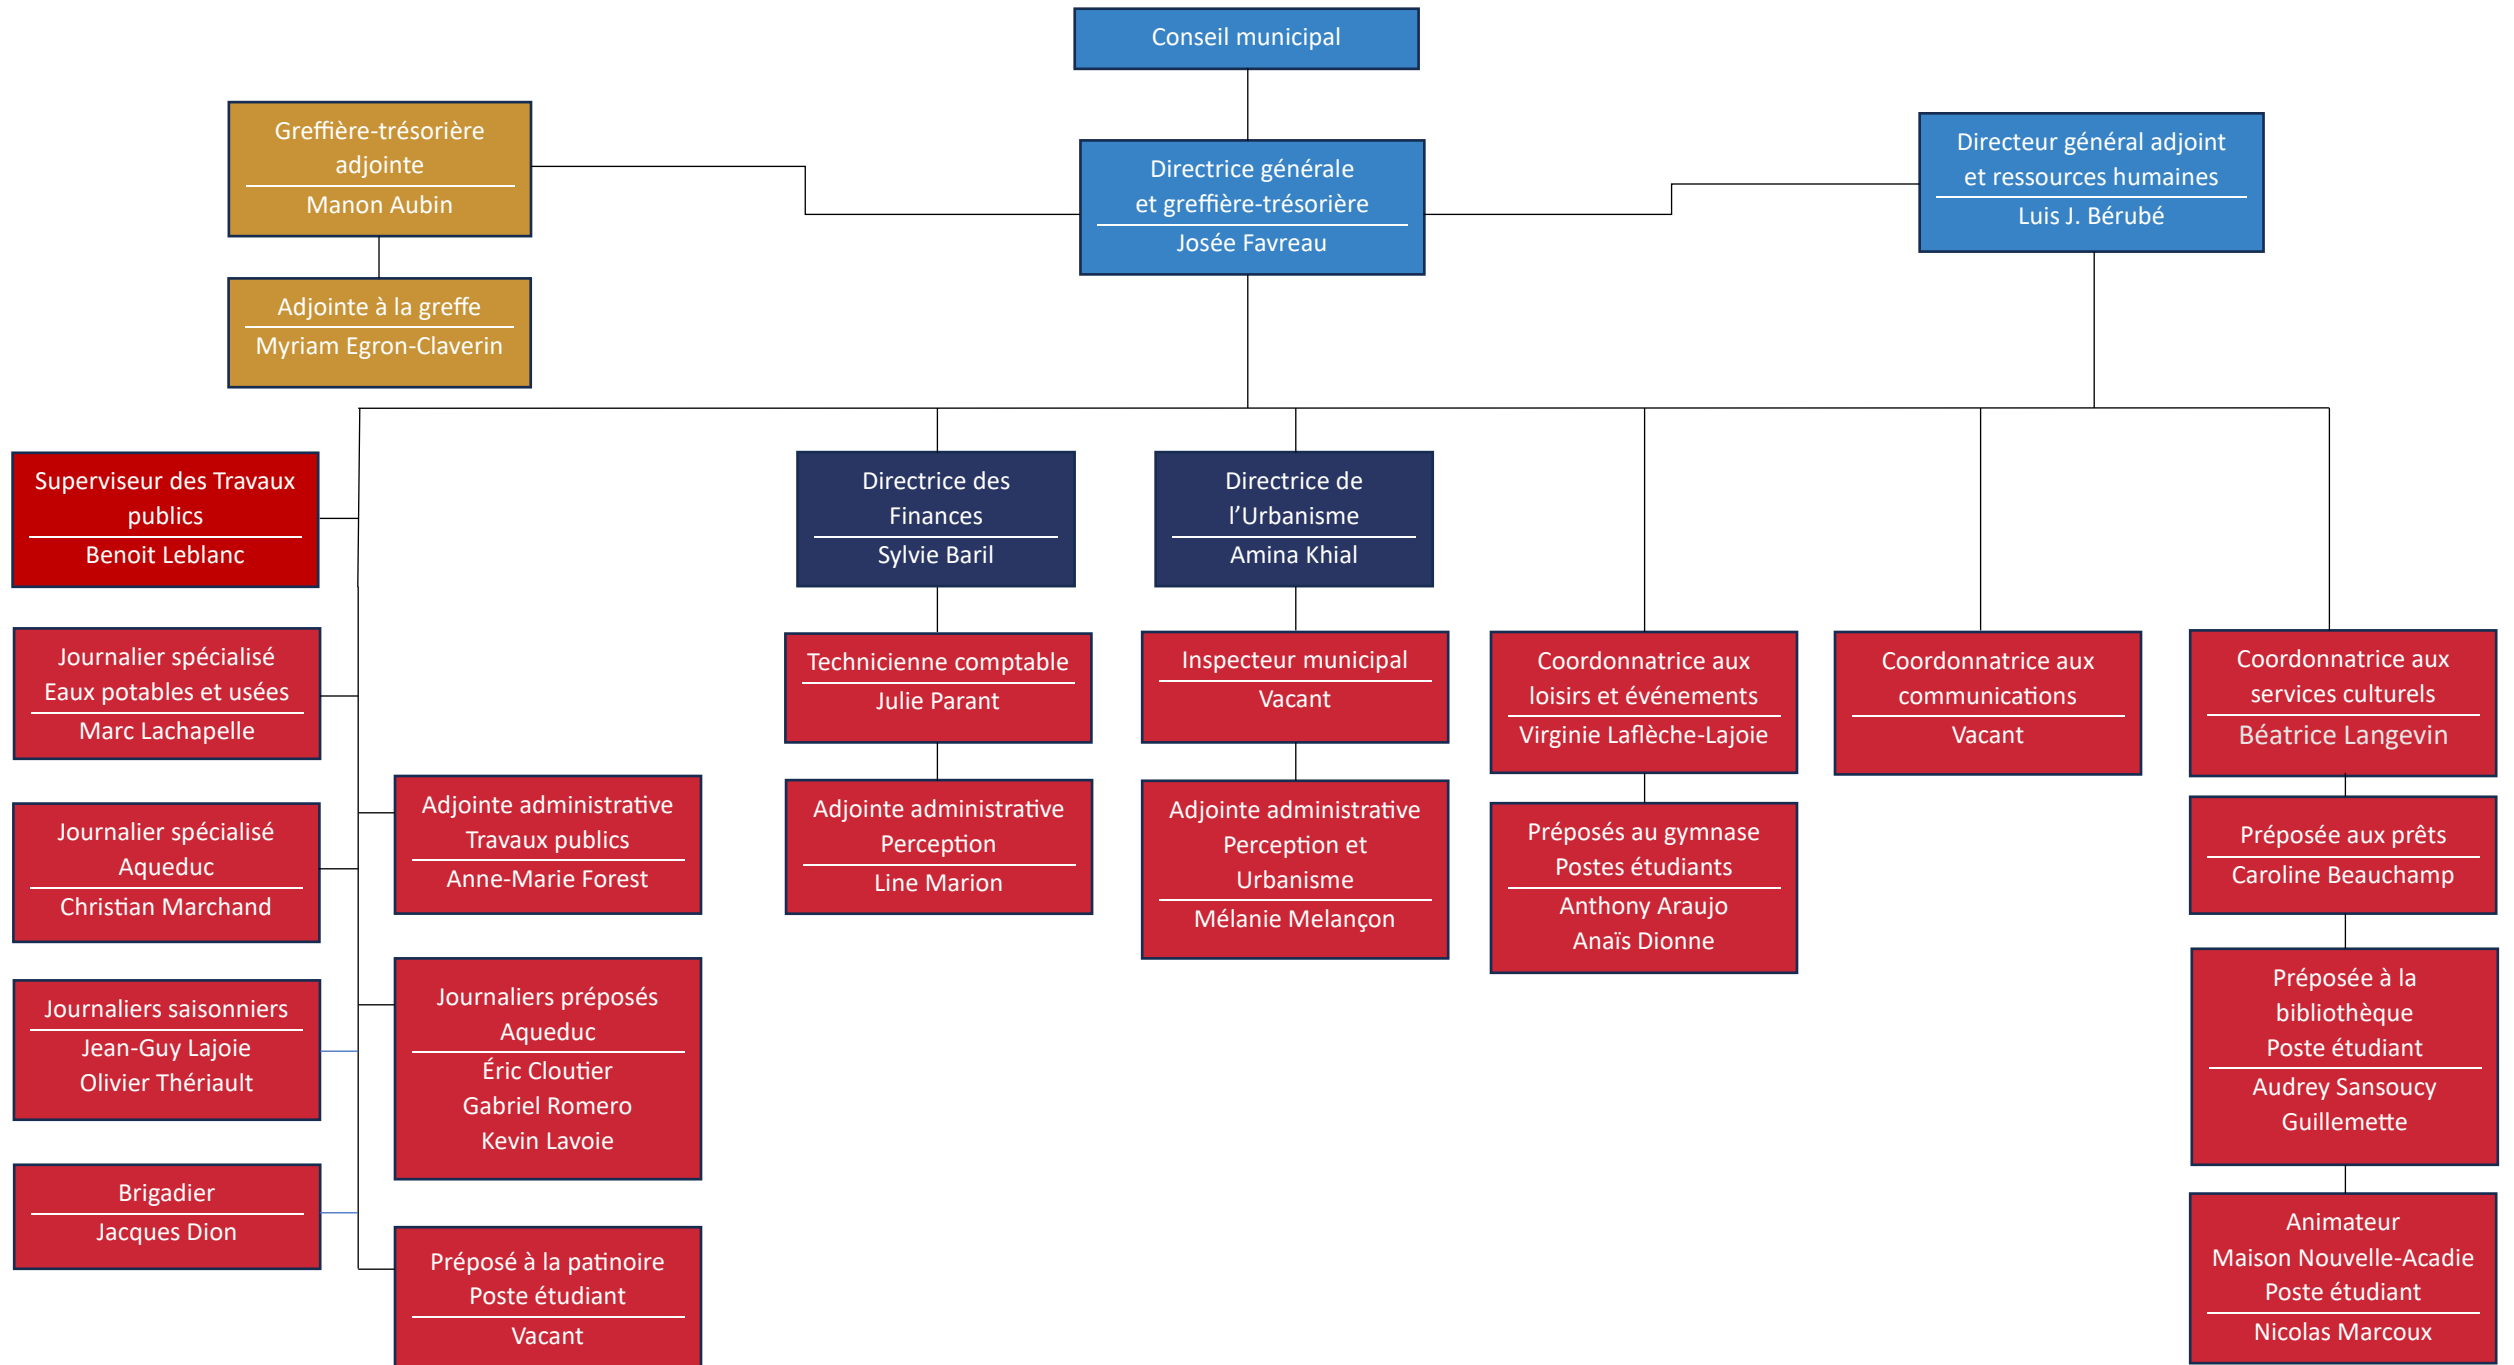 Conseil municipal
Greffière-trésorière
adjointe
Manon Aubin
Directrice générale
et greffière-trésorière
Josée Favreau
Directeur général adjoint
et ressources humaines
Luis J. Bérubé
Adjointe à la greffe
Myriam Egron-Claverin
Superviseur des Travaux
publics
Benoit Leblanc
Journalier spécialisé
Eaux potables et usées
Marc Lachapelle
Journalier spécialisé
Aqueduc
Christian Marchand
Journaliers saisonniers
Jean-Guy Lajoie
Olivier Thériault
Brigadier
Jacques Dion
Adjointe administrative
Travaux publics
Anne-Marie Forest
Journaliers préposés
Aqueduc
Éric Cloutier
Gabriel Romero
Kevin Lavoie
Préposé à la patinoire
Poste étudiant
Vacant
Directrice des
Finances
Sylvie Baril
Technicienne comptable
Julie Parant
Adjointe administrative
Perception
Line Marion
Directrice de
l’Urbanisme
Amina Khial
Inspecteur municipal
Vacant
Adjointe administrative
Perception et
Urbanisme
Mélanie Melançon
Coordonnatrice aux
loisirs et événements
Virginie Laflèche-Lajoie
Préposés au gymnase
Postes étudiants
Anthony Araujo
Anaïs Dionne
Coordonnatrice aux
communications
Vacant
Coordonnatrice aux
services culturels
Béatrice Langevin
Préposée aux prêts
Caroline Beauchamp
Préposée à la
bibliothèque
Poste étudiant
Audrey Sansoucy
Guillemette
Animateur
Maison Nouvelle-Acadie
Poste étudiant
Nicolas Marcoux